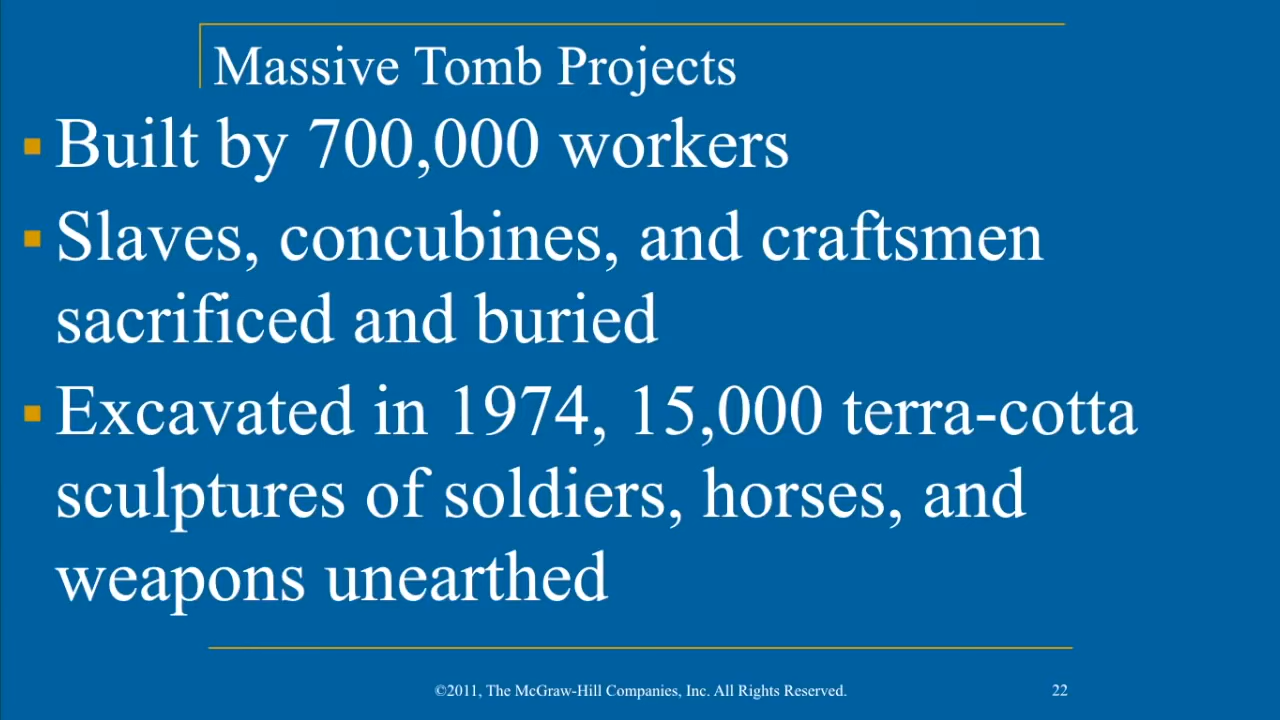 Massive Tomb Projects
▪ Built by 700,000 workers
▪ Slaves, concubines, and craftsmen
sacrificed and buried
▪ Excavated in 1974, 15,000 terra-cotta
sculptures of soldiers, horses, and
weapons unearthed
©2011, The McGraw-Hill Companies, Inc. All Rights Reserved.
22